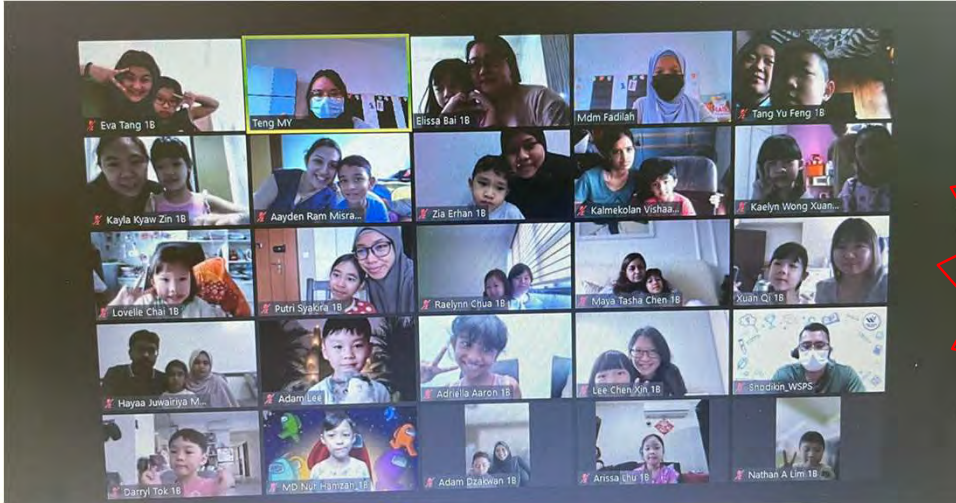 Eva Tang 1B
Teng MY
Elissa Bai 1B
Mdm Fadilah
Tang Yu Feng 1B
Kayla Kyaw Zin 1B
Aayden Ram Misra...
Zia Erhan 1B
Kalmekolan Vishaa...
Kaelyn Wong Xuan...
Lovelle Chai 1B
Putri Syakira 1B
Raelynn Chua 1B
Maya Tasha Chen 1B
Xuan Qi 1B
Hayaa Juwairiya M...
Adam Lee
Adriella Aaron 1B
Lee Chen Xin 1B
Shodikin_WSPS
Darryl Tok 1B
MD Nuh Hamzah_1B
Adam Dzakwan 1B
Arissa Chu 1B
Nathan A Lim 1B